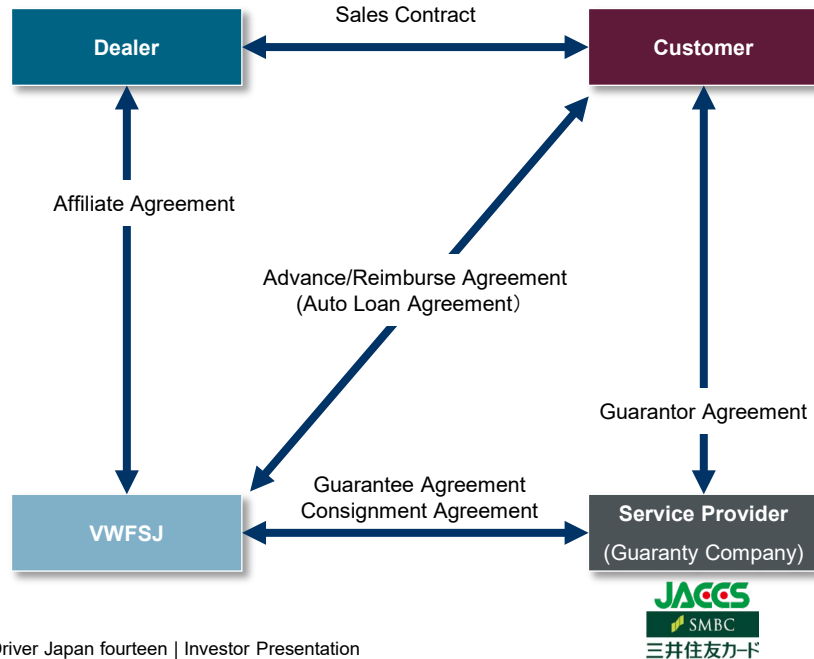 Sales Contract
Dealer
Customer
Affiliate Agreement
Advance/Reimburse Agreement
(Auto Loan Agreement）
Guarantor Agreement
Guarantee Agreement
Consignment Agreement
VWFSJ
Service Provider
(Guaranty Company)
JACCS
SMBC
三井住友カード
river Japan fourteen | Investor Presentation